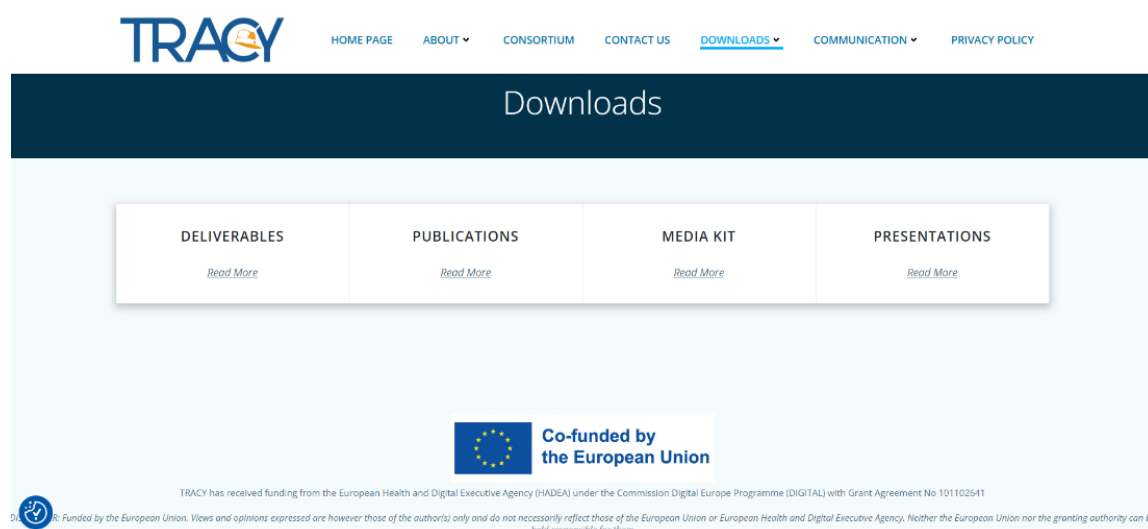 TRACY
HOME PAGE ABOUT CONSORTIUM CONTACT US DOWNLOADS COMMUNICATION PRIVACY POLICY
Downloads
DELIVERABLES PUBLICATIONS MEDIA KIT PRESENTATIONS
Read More Read More Read More Read More
Co-funded by
the European Union
TRACY has received funding from the European Health and Digital Executive Agency (HADEA) under the Commission Digital Europe Programme (DIGITAL) with Grant Agreement No 101102641
R: Funded by the European Union. Views and opinions expressed are however those of the author(s) only and do not necessarily reflect those of the European Union or European Health and Digital Executive Agency. Neither the European Union nor the granting authority can